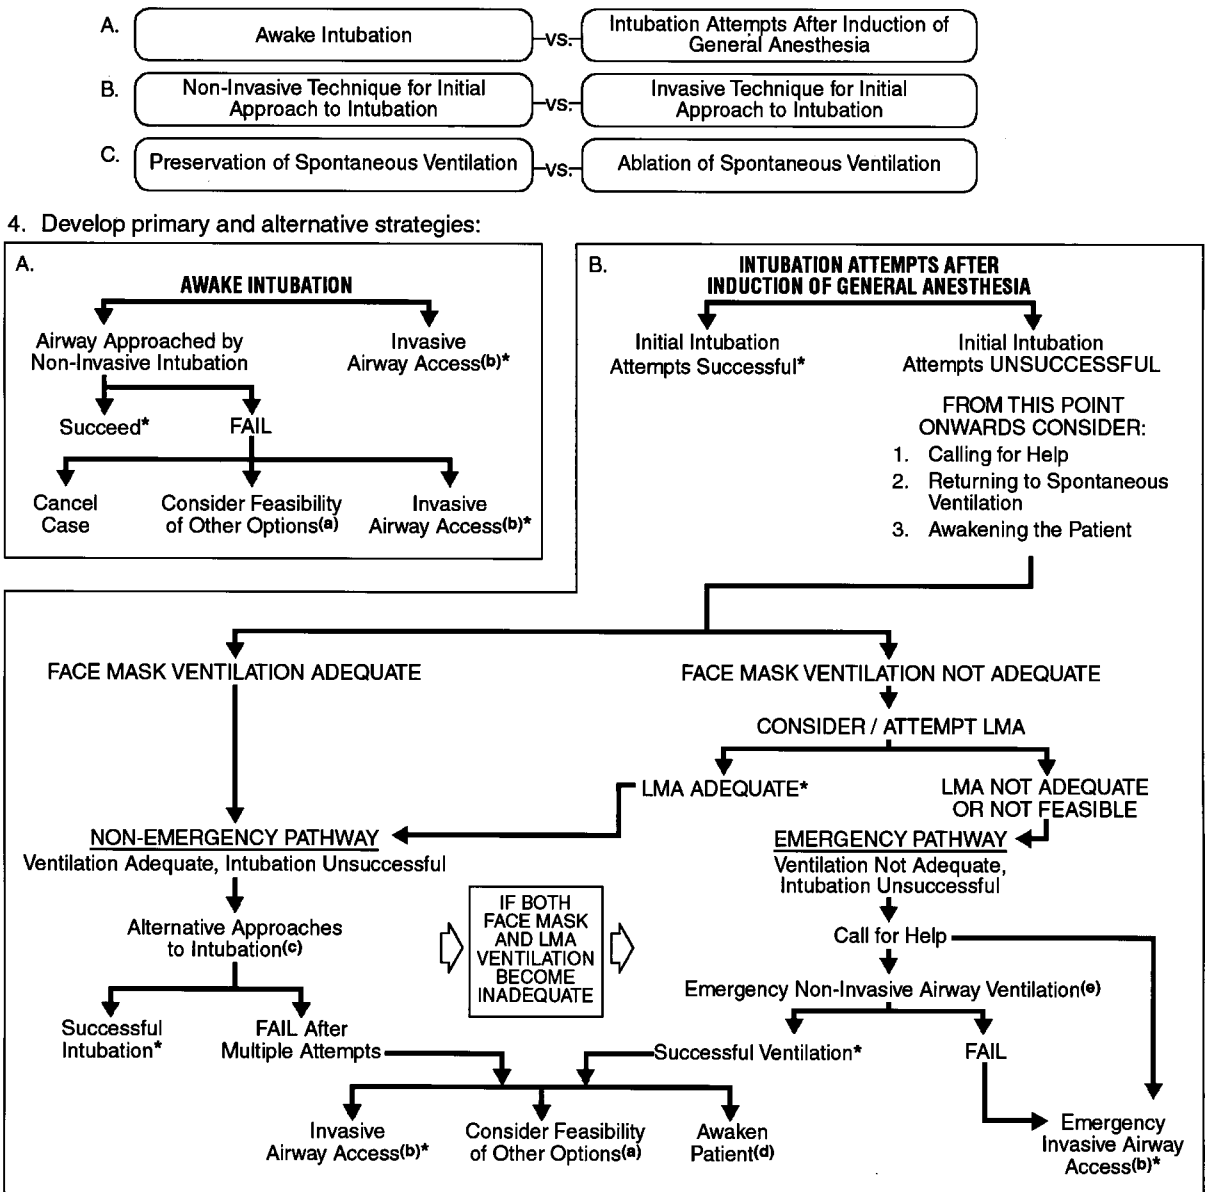 A.
Awake Intubation
-vs.-
Intubation Attempts After Induction of
General Anesthesia
B.
Non-Invasive Technique for Initial
Approach to Intubation
-vs.-
Invasive Technique for Initial
Approach to Intubation
C.
Preservation of Spontaneous Ventilation
-vs.-
Ablation of Spontaneous Ventilation
4. Develop primary and alternative strategies:
A.
AWAKE INTUBATION
Airway Approached by
Non-Invasive Intubation
Invasive
Airway Access(b)*
Succeed*
FAIL
Cancel
Case
Consider Feasibility
of Other Options(a)
Invasive
Airway Access(b)*
B.
INTUBATION ATTEMPTS AFTER
INDUCTION OF GENERAL ANESTHESIA
Initial Intubation
Attempts Successful*
Initial Intubation
Attempts UNSUCCESSFUL
FROM THIS POINT
ONWARDS CONSIDER:
1. Calling for Help
2. Returning to Spontaneous
Ventilation
3. Awakening the Patient
FACE MASK VENTILATION ADEQUATE
FACE MASK VENTILATION NOT ADEQUATE
CONSIDER / ATTEMPT LMA
LMA ADEQUATE*
LMA NOT ADEQUATE
OR NOT FEASIBLE
NON-EMERGENCY PATHWAY
Ventilation Adequate, Intubation Unsuccessful
EMERGENCY PATHWAY
Ventilation Not Adequate,
Intubation Unsuccessful
Alternative Approaches
to Intubation(c)
IF BOTH
FACE MASK
AND LMA
VENTILATION
BECOME
INADEQUATE
Call for Help
Emergency Non-Invasive Airway Ventilation(e)
Successful
Intubation*
FAIL After
Multiple Attempts
Successful Ventilation*
FAIL
Invasive
Airway Access(b)*
Consider Feasibility
of Other Options(a)
Awaken
Patient(d)
Emergency
Invasive Airway
Access(b)*